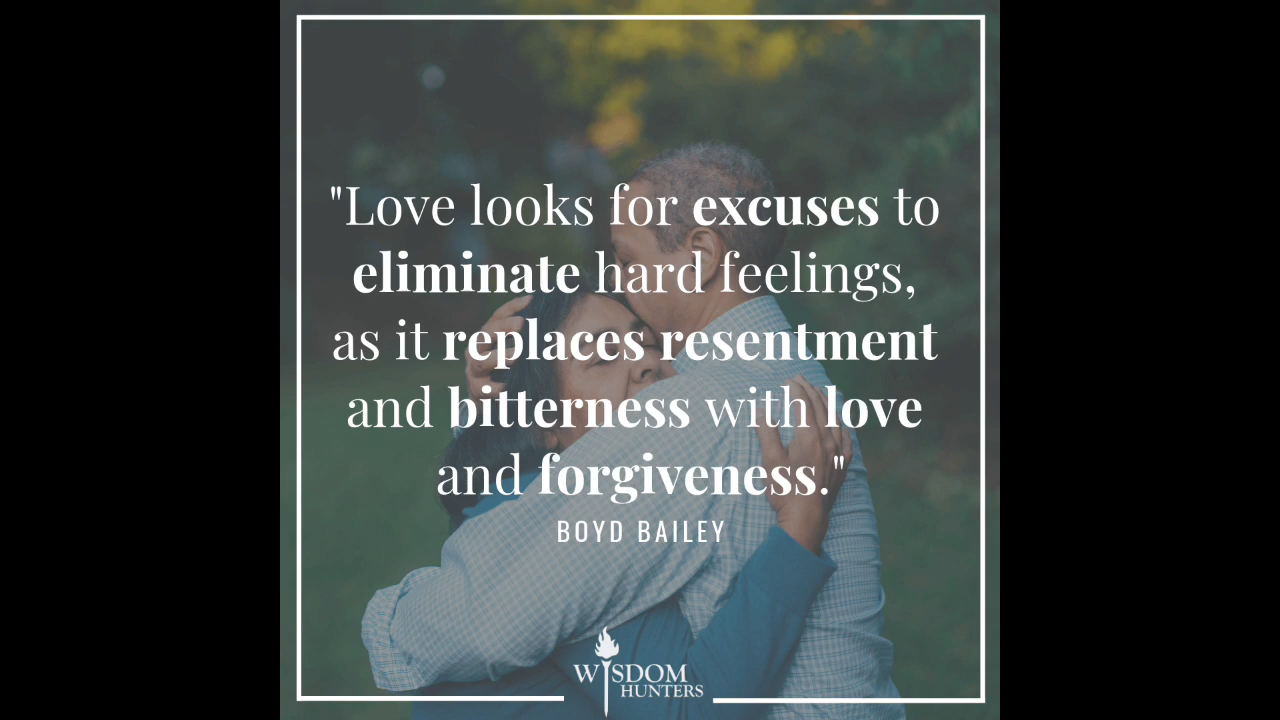 "Love looks for excuses to
eliminate hard feelings,
as it replaces resentment
and bitterness with love
and forgiveness."
BOYD BAILEY
WISDOM
HUNTERS